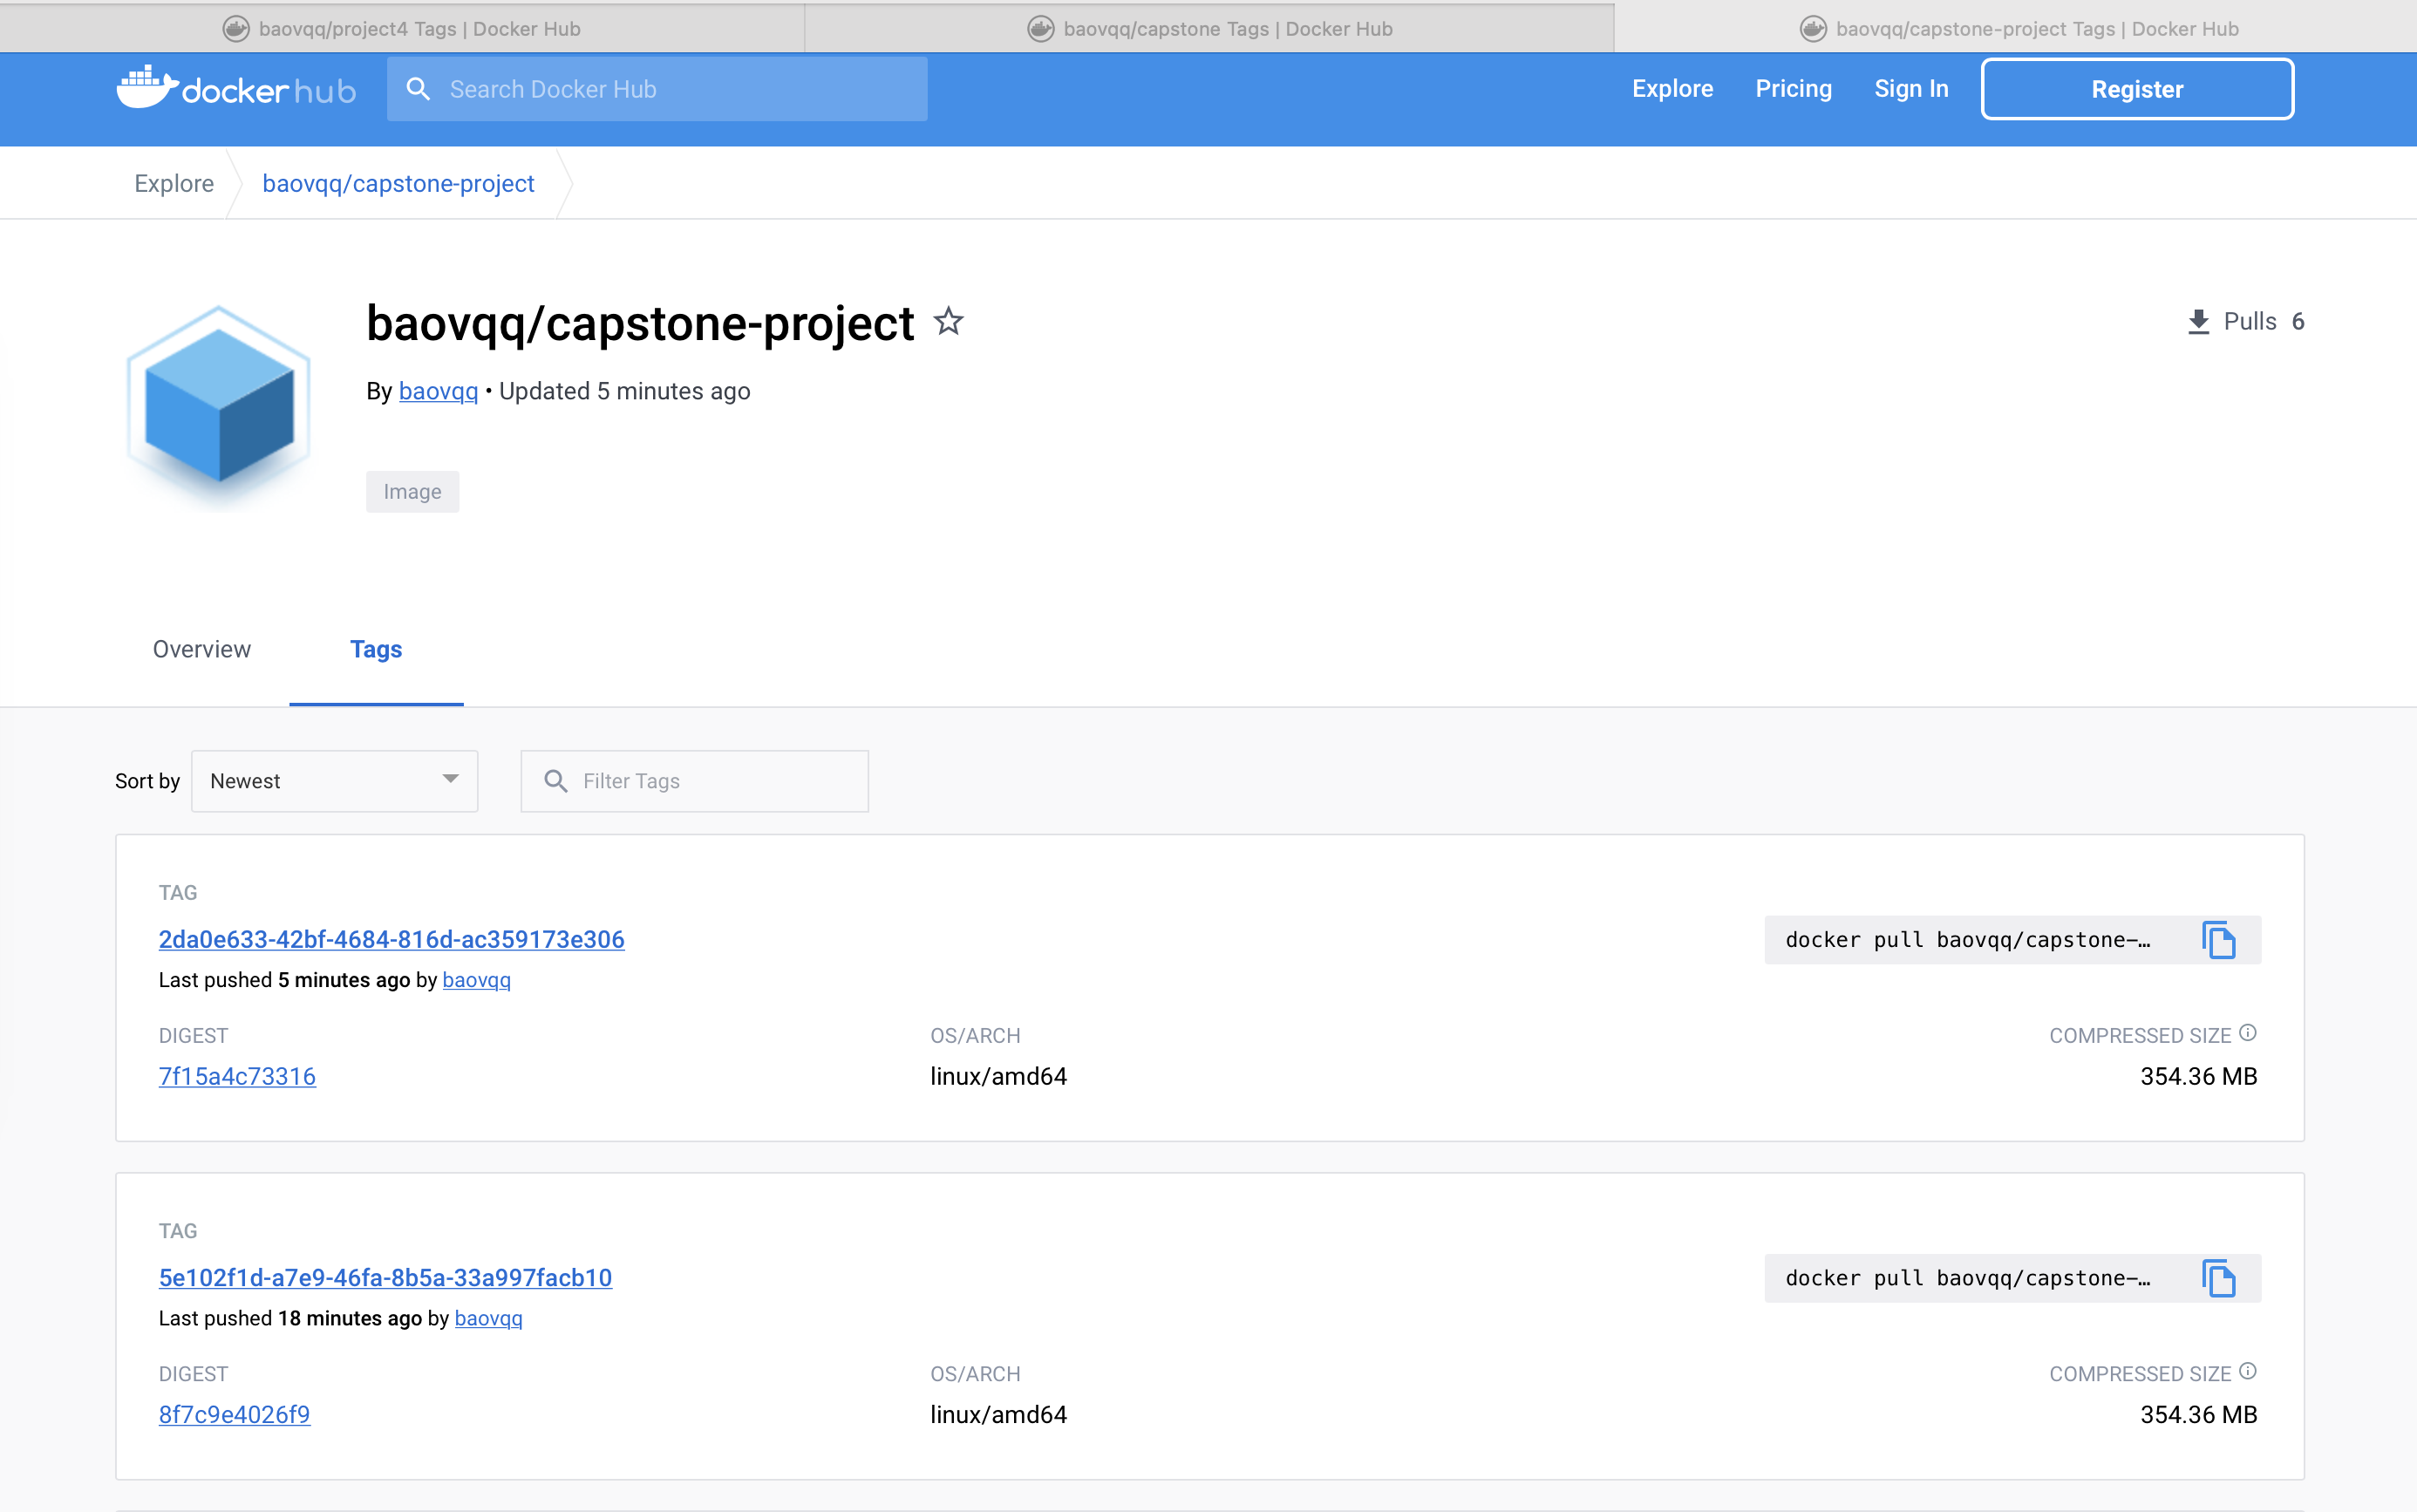 baovqq/project4 Tags | Docker Hub
baovqq/capstone Tags | Docker Hub
baovqq/capstone-project Tags | Docker Hub
docker hub
Search Docker Hub
Explore
Pricing
Sign In
Register
Explore
baovqq/capstone-project
baovqq/capstone-project
Pulls 6
By baovqq • Updated 5 minutes ago
Image
Overview
Tags
Sort by
Newest
Filter Tags
TAG
2da0e633-42bf-4684-816d-ac359173e306
docker pull baovqq/capstone-…
Last pushed 5 minutes ago by baovqq
DIGEST
OS/ARCH
COMPRESSED SIZE
7f15a4c73316
linux/amd64
354.36 MB
TAG
5e102f1d-a7e9-46fa-8b5a-33a997facb10
docker pull baovqq/capstone-…
Last pushed 18 minutes ago by baovqq
DIGEST
OS/ARCH
COMPRESSED SIZE
8f7c9e4026f9
linux/amd64
354.36 MB